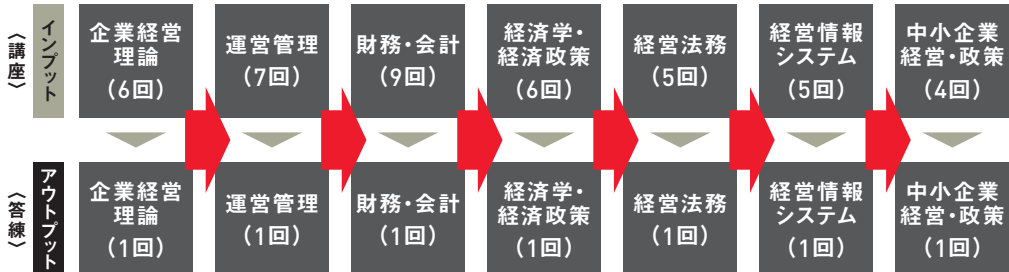 〈講座〉
インプット
企業経営
理論
(6回)
運営管理
(7回)
財務・会計
(9回)
経済学・
経済政策
(6回)
経営法務
(5回)
経営情報
システム
(5回)
中小企業
経営・政策
(4回)
〈答練〉
アウトプット
企業経営
理論
(1回)
運営管理
(1回)
財務・会計
(1回)
経済学・
経済政策
(1回)
経営法務
(1回)
経営情報
システム
(1回)
中小企業
経営・政策
(1回)